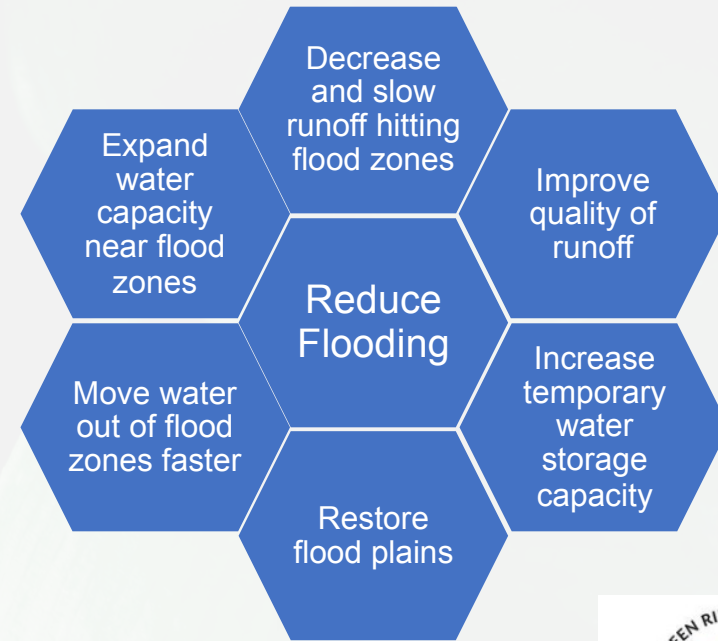 Decrease
and slow
runoff hitting
flood zones
Expand
water
capacity
near flood
zones
Improve
quality of
runoff
Reduce
Flooding
Move water
out of flood
zones faster
Increase
temporary
water
storage
capacity
Restore
flood plains